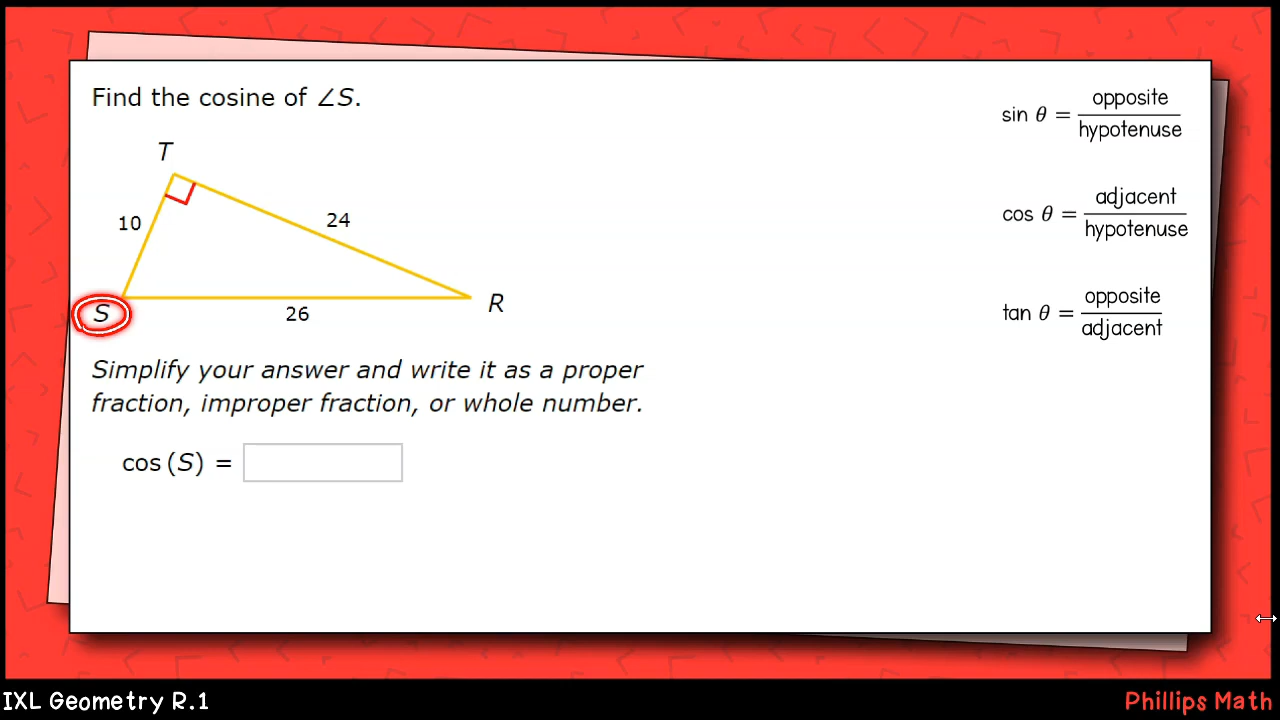 Find the cosine of ∠S.
T
10
24
S
26
R
Simplify your answer and write it as a proper
fraction, improper fraction, or whole number.
cos (S) =
sin θ = opposite/hypotenuse
cos θ = adjacent/hypotenuse
tan θ = opposite/adjacent
IXL Geometry R.1
Phillips Math